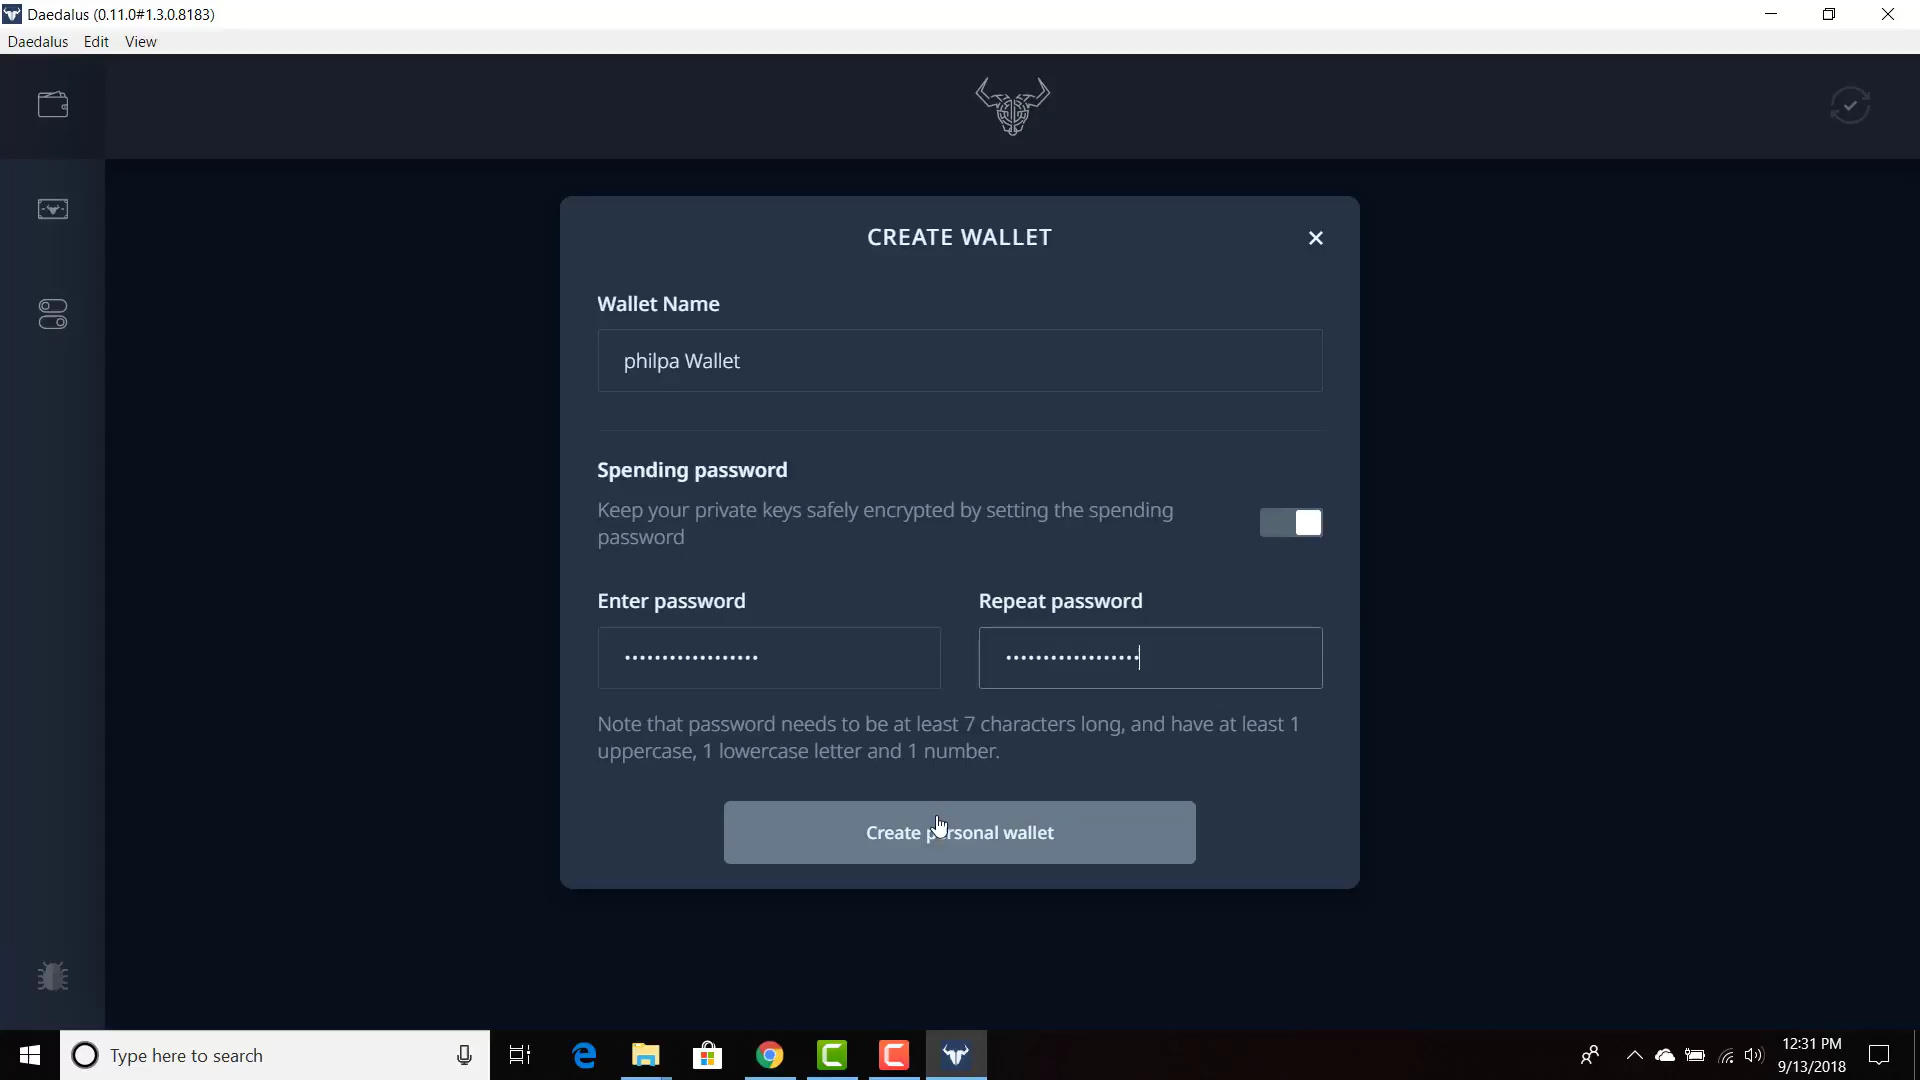 Daedalus (0.11.0#1.3.0.8183)
Daedalus Edit View
CREATE WALLET
Wallet Name
philpa Wallet
Spending password
Keep your private keys safely encrypted by setting the spending
password
Enter password Repeat password
Note that password needs to be at least 7 characters long, and have at least 1
uppercase, 1 lowercase letter and 1 number.
Create personal wallet
Type here to search
12:31 PM
9/13/2018